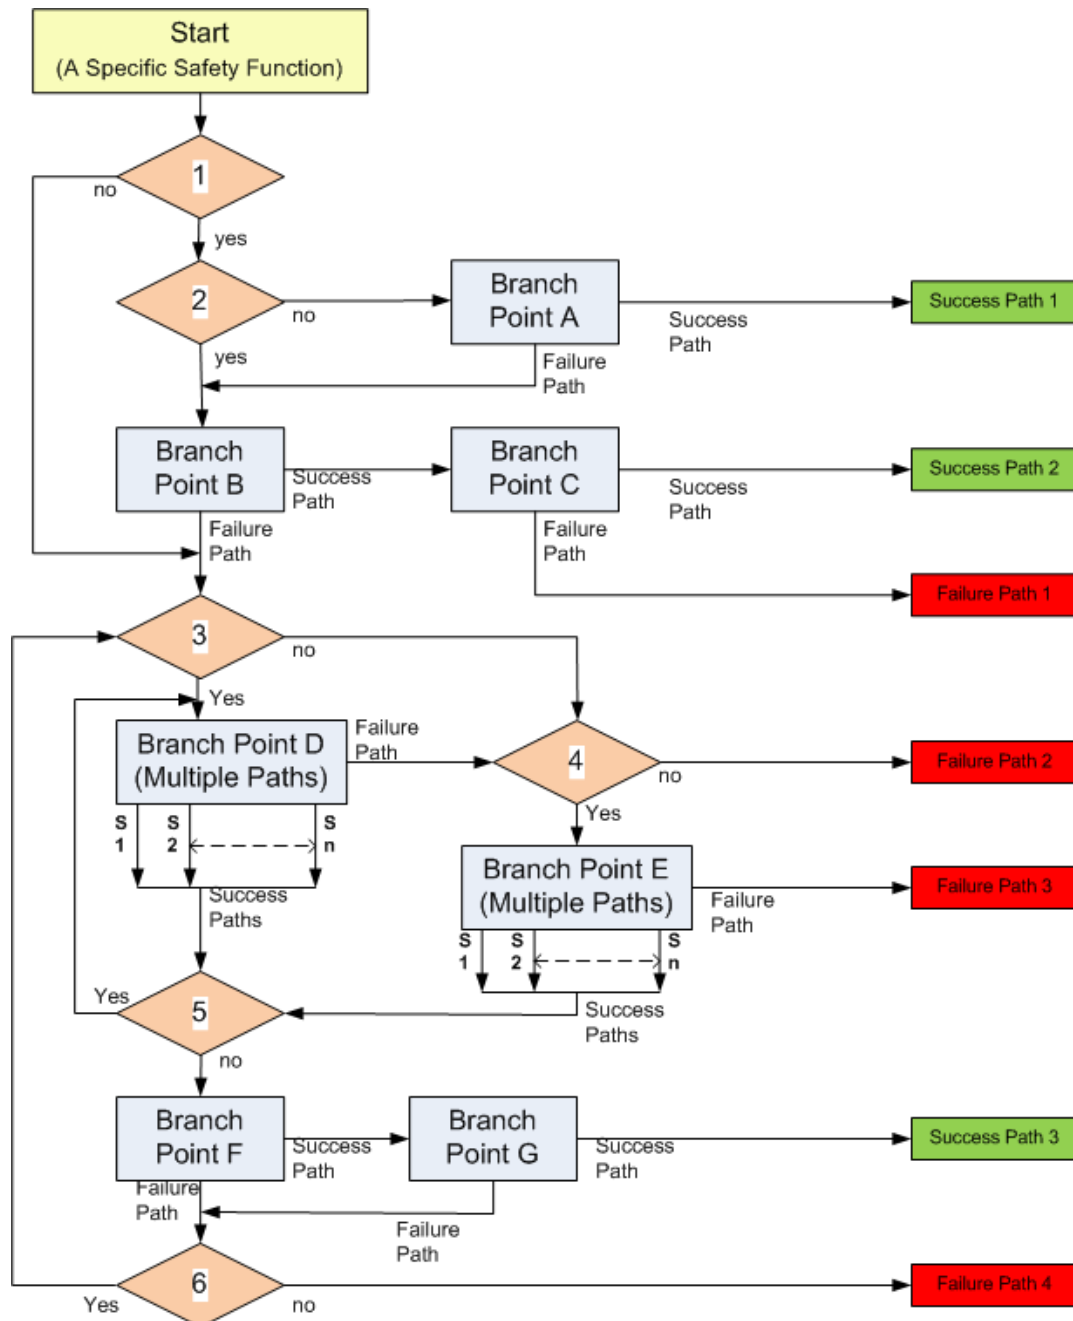 Start
(A Specific Safety Function)
1
no
yes
2
no
Branch
Point A
Success
Path
Success Path 1
yes
Failure
Path
Branch
Point B
Success
Path
Branch
Point C
Success
Path
Success Path 2
Failure
Path
Failure
Path
Failure Path 1
3
no
Yes
Branch Point D
(Multiple Paths)
Failure
Path
4
no
Failure Path 2
Yes
S
1
S
2
S
n
Success
Paths
Branch Point E
(Multiple Paths)
Failure
Path
Failure Path 3
S
1
S
2
S
n
Success
Paths
Yes
5
no
Branch
Point F
Success
Path
Branch
Point G
Success
Path
Success Path 3
Failure
Path
Failure
Path
6
Yes
no
Failure Path 4